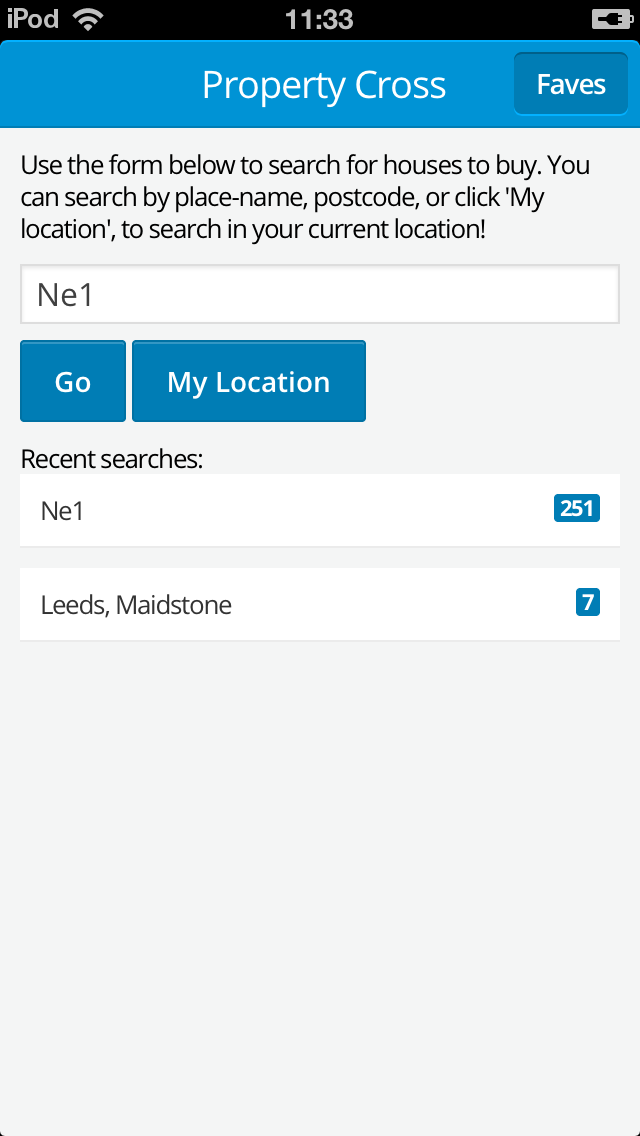 iPod 11:33
Property Cross Faves
Use the form below to search for houses to buy. You
can search by place-name, postcode, or click 'My
location', to search in your current location!
Ne1
Go My Location
Recent searches:
Ne1 251
Leeds, Maidstone 7